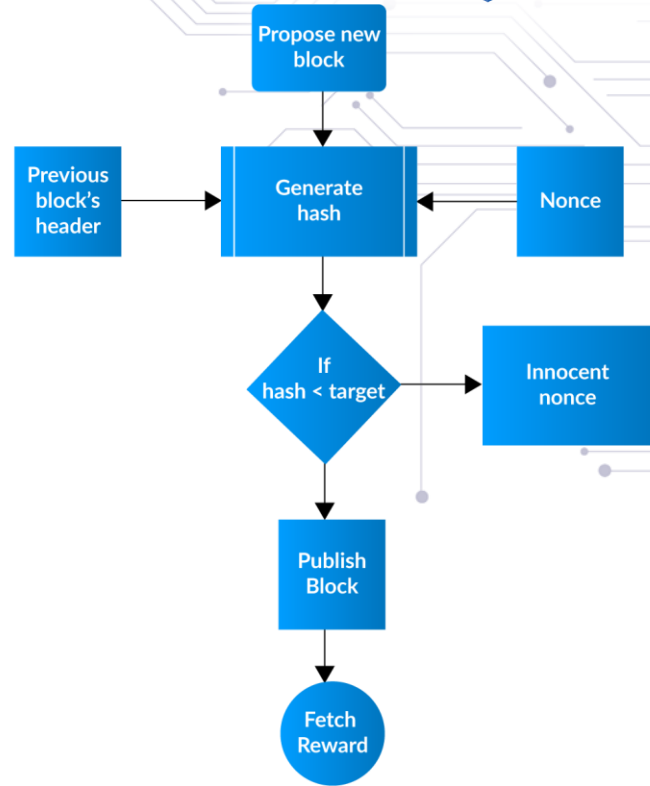 Propose new
block
Previous
block's
header
Generate
hash
Nonce
If
hash < target
Innocent
nonce
Publish
Block
Fetch
Reward